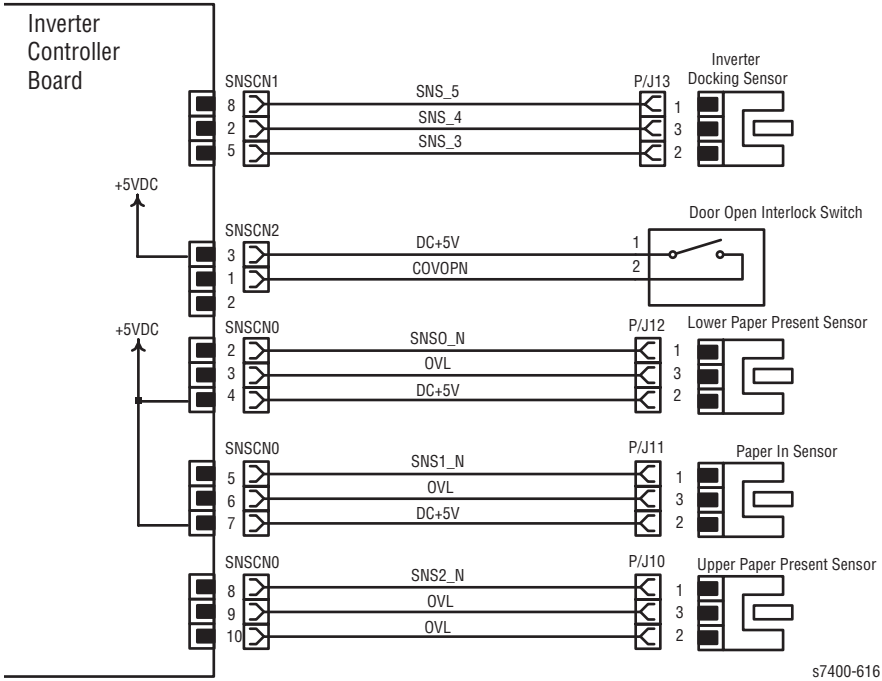 Inverter
Controller
Board
SNSCN1
P/J13
Inverter
Docking Sensor
8 SNS_5 1
2 SNS_4 3
5 SNS_3 2
+5VDC
SNSCN2
Door Open Interlock Switch
3 DC+5V 1
1 COVOPN 2
2
+5VDC
SNSCN0
P/J12
Lower Paper Present Sensor
2 SNSO_N 1
3 OVL 3
4 DC+5V 2
SNSCN0
P/J11
Paper In Sensor
5 SNS1_N 1
6 OVL 3
7 DC+5V 2
SNSCN0
P/J10
Upper Paper Present Sensor
8 SNS2_N 1
9 OVL 3
10 OVL 2
s7400-616